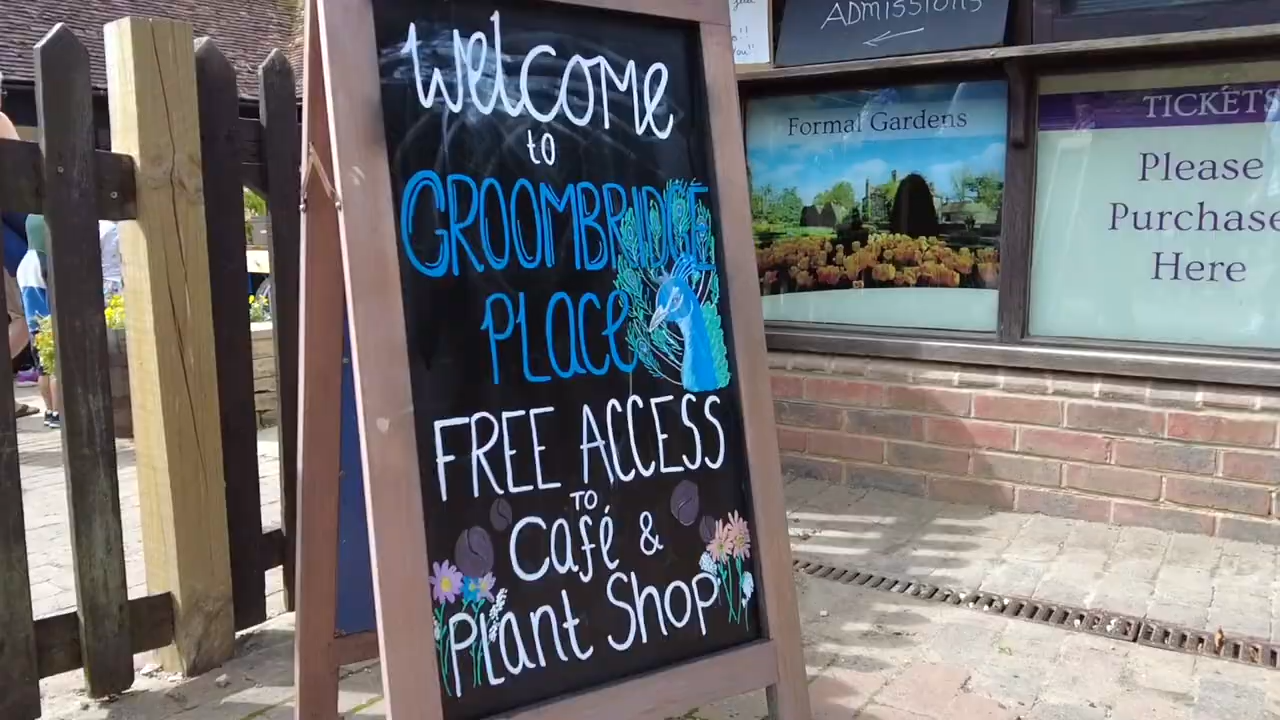 Welcome
to
GROOMBRIDGE
PLACE
FREE ACCESS
TO
Café &
Plant Shop
ADMISSIONS
Formal Gardens
TICKETS
Please
Purchase
Here